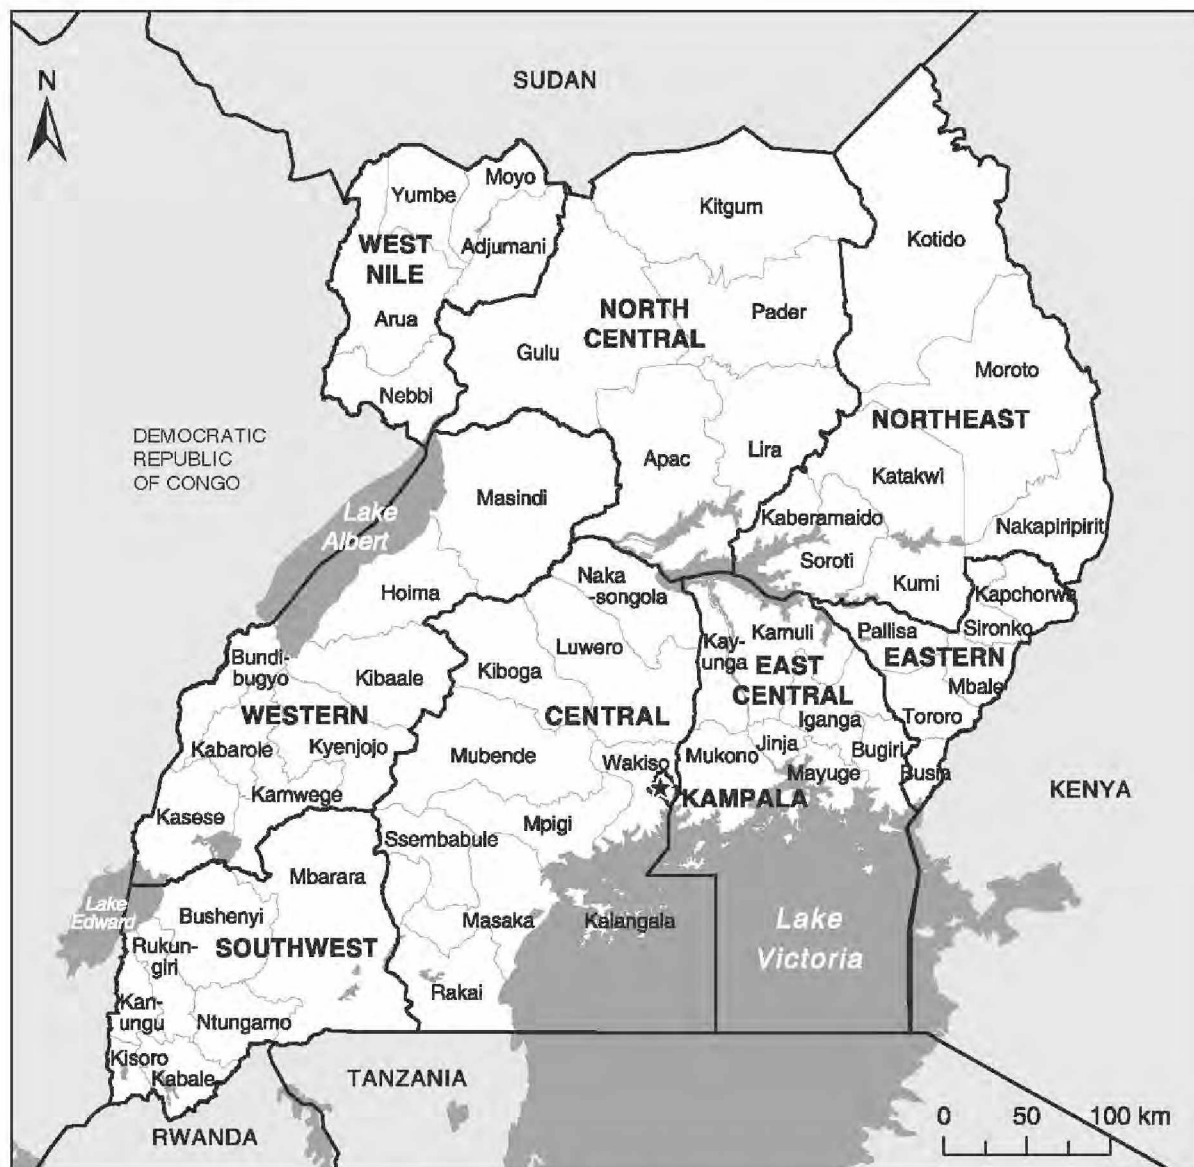 N
SUDAN
Moyo
Yumbe
Kitgum
Kotido
WEST
NILE
Adjumani
NORTH
CENTRAL
Pader
Arua
Gulu
Moroto
Nebbi
NORTHEAST
DEMOCRATIC
REPUBLIC
OF CONGO
Apac
Lira
Katakwi
Masindi
Lake
Albert
Kaberamaido
Nakapiripirit
Soroti
Kumi
Naka
-songola
Hoima
Kapchorwa
Sironko
Kamuli
Pallisa
Kay-
unga
Luwero
Bundi-
bugyo
Kibaale
Kiboga
EAST
CENTRAL
EASTERN
Mbale
WESTERN
CENTRAL
Iganga
Tororo
Kabarole
Kyenjojo
Mubende
Wakiso
Mukono
Jinja
Bugiri
Mayuge
Busia
Kamwege
KAMPALA
KENYA
Kasese
Mpigi
Ssembabule
Mbarara
Lake
Edward
Bushenyi
Masaka
Kalangala
Lake
Victoria
Rukun-
giri
SOUTHWEST
Rakai
Kan-
ungu
Ntungamo
Kisoro
Kabale
TANZANIA
RWANDA
0 50 100 km